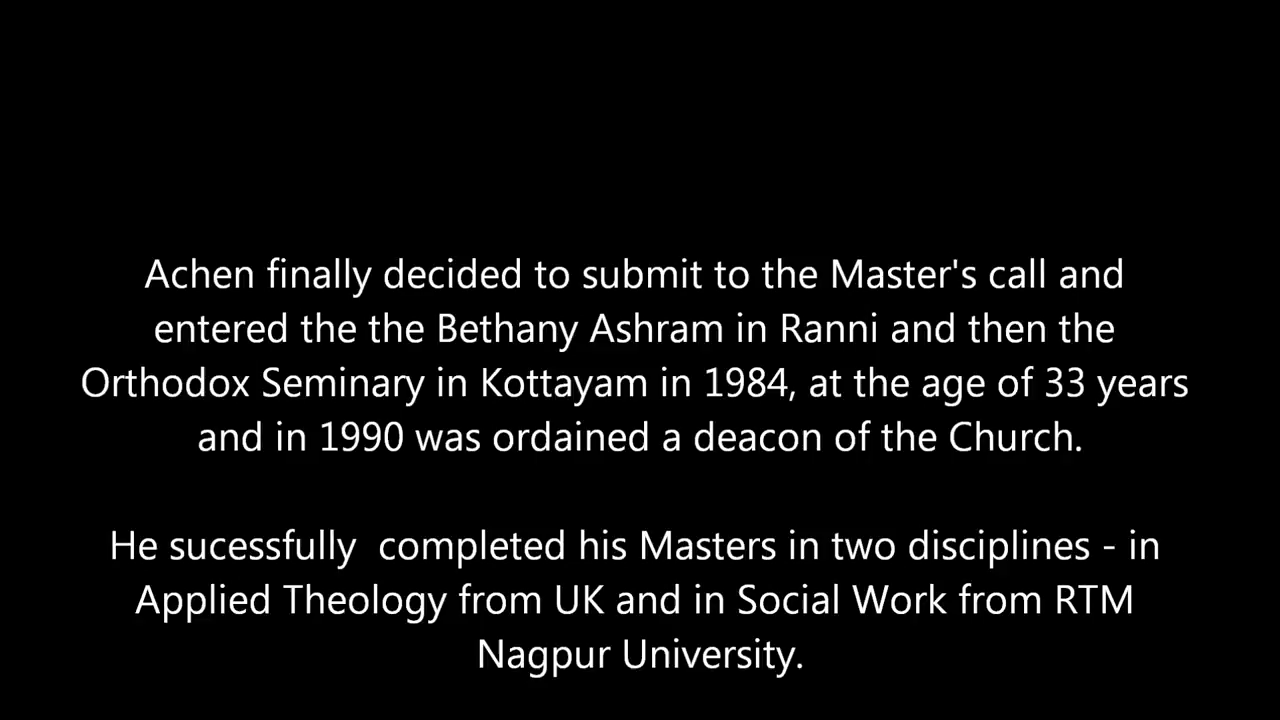 Achen finally decided to submit to the Master's call and
entered the the Bethany Ashram in Ranni and then the
Orthodox Seminary in Kottayam in 1984, at the age of 33 years
and in 1990 was ordained a deacon of the Church.
He sucessfully  completed his Masters in two disciplines - in
Applied Theology from UK and in Social Work from RTM
Nagpur University.